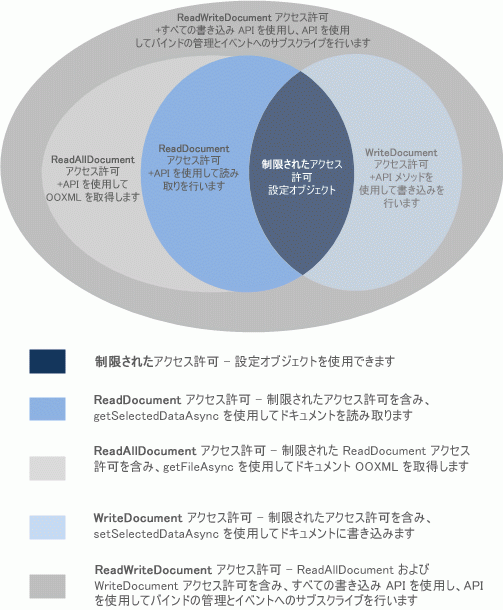 ReadWriteDocument アクセス許可
+すべての書き込み API を使用し、API を使用
してバインドの管理とイベントへのサブスクライブを行います
ReadAllDocument
アクセス許可
+API を使用して
OOXML を取得します
ReadDocument
アクセス許可
+API を使用して読み
取りを行います
制限されたアクセス
許可
設定オブジェクト
WriteDocument
アクセス許可
+API メソッドを
使用して書き込みを
行います
制限されたアクセス許可 – 設定オブジェクトを使用できます
ReadDocument アクセス許可 – 制限されたアクセス許可を含み、
getSelectedDataAsync を使用してドキュメントを読み取ります
ReadAllDocument アクセス許可 – 制限された ReadDocument アクセス
許可を含み、getFileAsync を使用してドキュメント OOXML を取得します
WriteDocument アクセス許可 – 制限されたアクセス許可を含み、
setSelectedDataAsync を使用してドキュメントに書き込みます
ReadWriteDocument アクセス許可 – ReadAllDocument および
WriteDocument アクセス許可を含み、すべての書き込み API を使用し、API
を使用してバインドの管理とイベントへのサブスクライブを行います